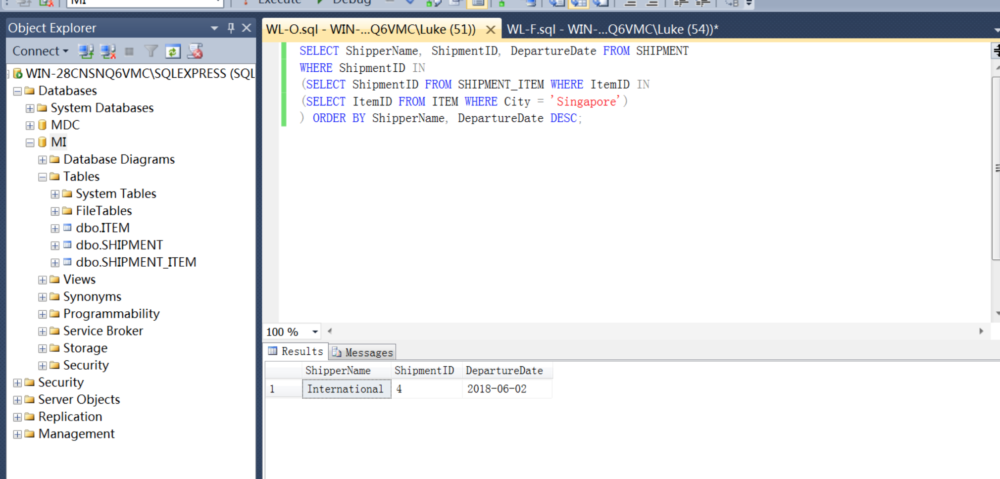 MI
Execute
Debug
Object Explorer
WL-O.sql - WIN-...Q6VMC\Luke (51))
WL-F.sql - WIN-...Q6VMC\Luke (54))*
Connect
WIN-28CNSNQ6VMC\SQLEXPRESS (SQL
Databases
System Databases
MDC
MI
Database Diagrams
Tables
System Tables
FileTables
dbo.ITEM
dbo.SHIPMENT
dbo.SHIPMENT_ITEM
Views
Synonyms
Programmability
Service Broker
Storage
Security
Security
Server Objects
Replication
Management
SELECT ShipperName, ShipmentID, DepartureDate FROM SHIPMENT
WHERE ShipmentID IN
(SELECT ShipmentID FROM SHIPMENT_ITEM WHERE ItemID IN
(SELECT ItemID FROM ITEM WHERE City = 'Singapore')
) ORDER BY ShipperName, DepartureDate DESC;
100 %
Results
Messages
ShipperName ShipmentID DepartureDate
1 International 4 2018-06-02